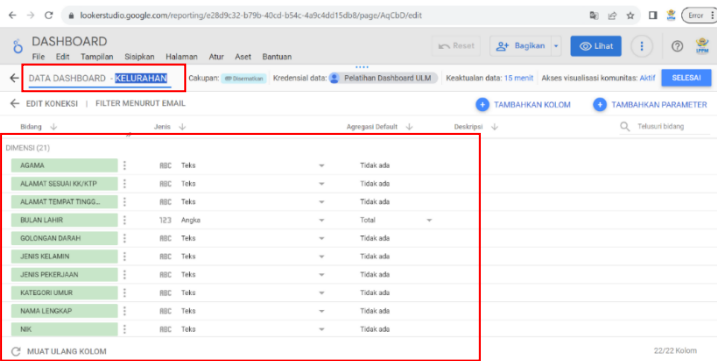 lookerstudio.google.com/reporting/e28d9c32-b79b-40cd-b54c-4a9c4dd15db8/page/AqCbD/edit
Error
DASHBOARD
File Edit Tampilan Sisipkan Halaman Atur Aset Bantuan
Reset
Bagikan
Lihat
DATA DASHBOARD - KELURAHAN
Cakupan: Disematkan
Kredensial data: Pelatihan Dashboard ULM
Keaktualan data: 15 menit
Akses visualisasi komunitas: Aktif
SELESAI
EDIT KONEKSI | FILTER MENURUT EMAIL
TAMBAHKAN KOLOM
TAMBAHKAN PARAMETER
Bidang Jenis Agregasi Default Deskripsi Telusuri bidang
DIMENSI (21)
AGAMA ABC Teks Tidak ada
ALAMAT SESUAI KK/KTP ABC Teks Tidak ada
ALAMAT TEMPAT TINGG... ABC Teks Tidak ada
BULAN LAHIR 123 Angka Total
GOLONGAN DARAH ABC Teks Tidak ada
JENIS KELAMIN ABC Teks Tidak ada
JENIS PEKERJAAN ABC Teks Tidak ada
KATEGORI UMUR ABC Teks Tidak ada
NAMA LENGKAP ABC Teks Tidak ada
NIK ABC Teks Tidak ada
MUAT ULANG KOLOM
22/22 Kolom